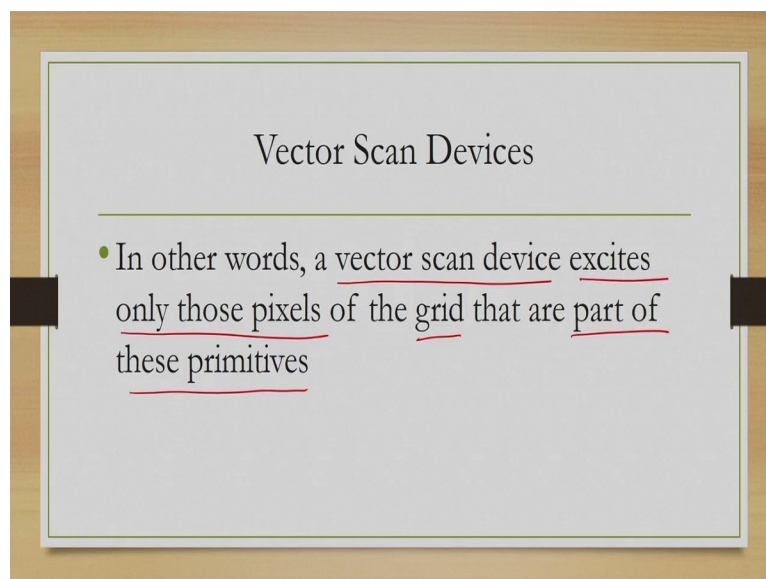 Vector Scan Devices
• In other words, a vector scan device excites
only those pixels of the grid that are part of
these primitives